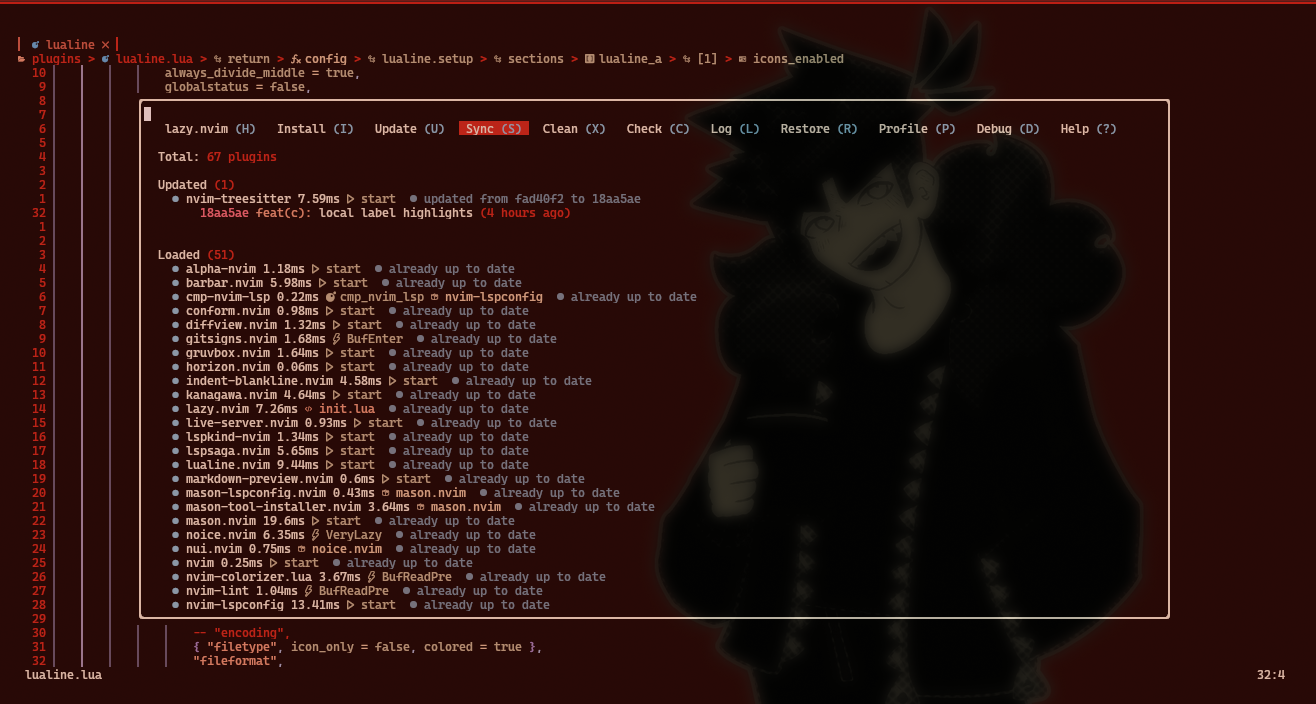 lualine ×
plugins > lualine.lua > return > fx config > lualine.setup > sections > lualine_a > [1] > icons_enabled
10 always_divide_middle = true,
9 globalstatus = false,
8
7
6 lazy.nvim (H) Install (I) Update (U) Sync (S) Clean (X) Check (C) Log (L) Restore (R) Profile (P) Debug (D) Help (?)
5
4 Total: 67 plugins
3
2 Updated (1)
1 ● nvim-treesitter 7.59ms ▷ start ● updated from fad40f2 to 18aa5ae
32 18aa5ae feat(c): local label highlights (4 hours ago)
1
2
3 Loaded (51)
4 ● alpha-nvim 1.18ms ▷ start ● already up to date
5 ● barbar.nvim 5.98ms ▷ start ● already up to date
6 ● cmp-nvim-lsp 0.22ms cmp_nvim_lsp nvim-lspconfig ● already up to date
7 ● conform.nvim 0.98ms ▷ start ● already up to date
8 ● diffview.nvim 1.32ms ▷ start ● already up to date
9 ● gitsigns.nvim 1.68ms BufEnter ● already up to date
10 ● gruvbox.nvim 1.64ms ▷ start ● already up to date
11 ● horizon.nvim 0.06ms ▷ start ● already up to date
12 ● indent-blankline.nvim 4.58ms ▷ start ● already up to date
13 ● kanagawa.nvim 4.64ms ▷ start ● already up to date
14 ● lazy.nvim 7.26ms init.lua ● already up to date
15 ● live-server.nvim 0.93ms ▷ start ● already up to date
16 ● lspkind-nvim 1.34ms ▷ start ● already up to date
17 ● lspsaga.nvim 5.65ms ▷ start ● already up to date
18 ● lualine.nvim 9.44ms ▷ start ● already up to date
19 ● markdown-preview.nvim 0.6ms ▷ start ● already up to date
20 ● mason-lspconfig.nvim 0.43ms mason.nvim ● already up to date
21 ● mason-tool-installer.nvim 3.64ms mason.nvim ● already up to date
22 ● mason.nvim 19.6ms ▷ start ● already up to date
23 ● noice.nvim 6.35ms VeryLazy ● already up to date
24 ● nui.nvim 0.75ms noice.nvim ● already up to date
25 ● nvim 0.25ms ▷ start ● already up to date
26 ● nvim-colorizer.lua 3.67ms BufReadPre ● already up to date
27 ● nvim-lint 1.04ms BufReadPre ● already up to date
28 ● nvim-lspconfig 13.41ms ▷ start ● already up to date
29
30 -- "encoding",
31 { "filetype", icon_only = false, colored = true },
32 "fileformat",
lualine.lua 32:4